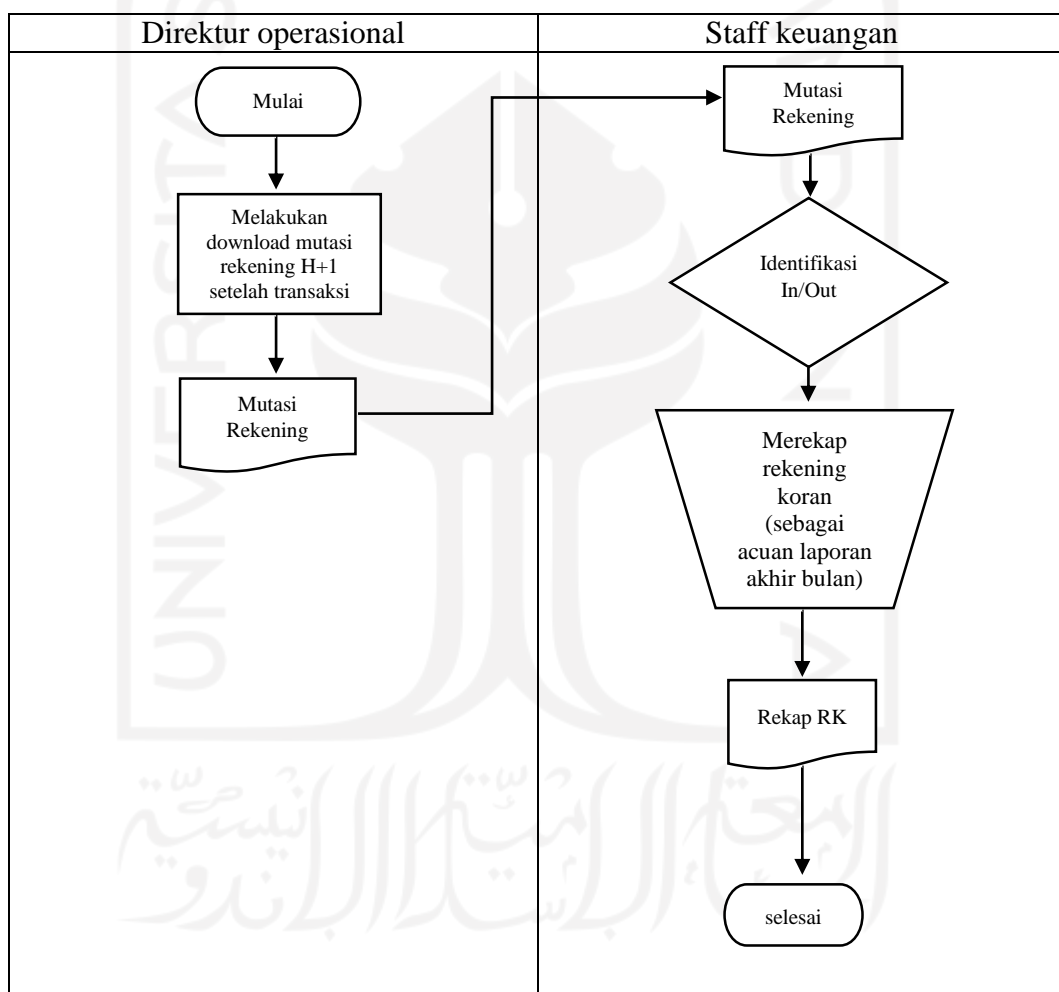 Direktur operasional
Staff keuangan
Mulai
Melakukan
download mutasi
rekening H+1
setelah transaksi
Mutasi
Rekening
Mutasi
Rekening
Identifikasi
In/Out
Merekap
rekening
koran
(sebagai
acuan laporan
akhir bulan)
Rekap RK
selesai